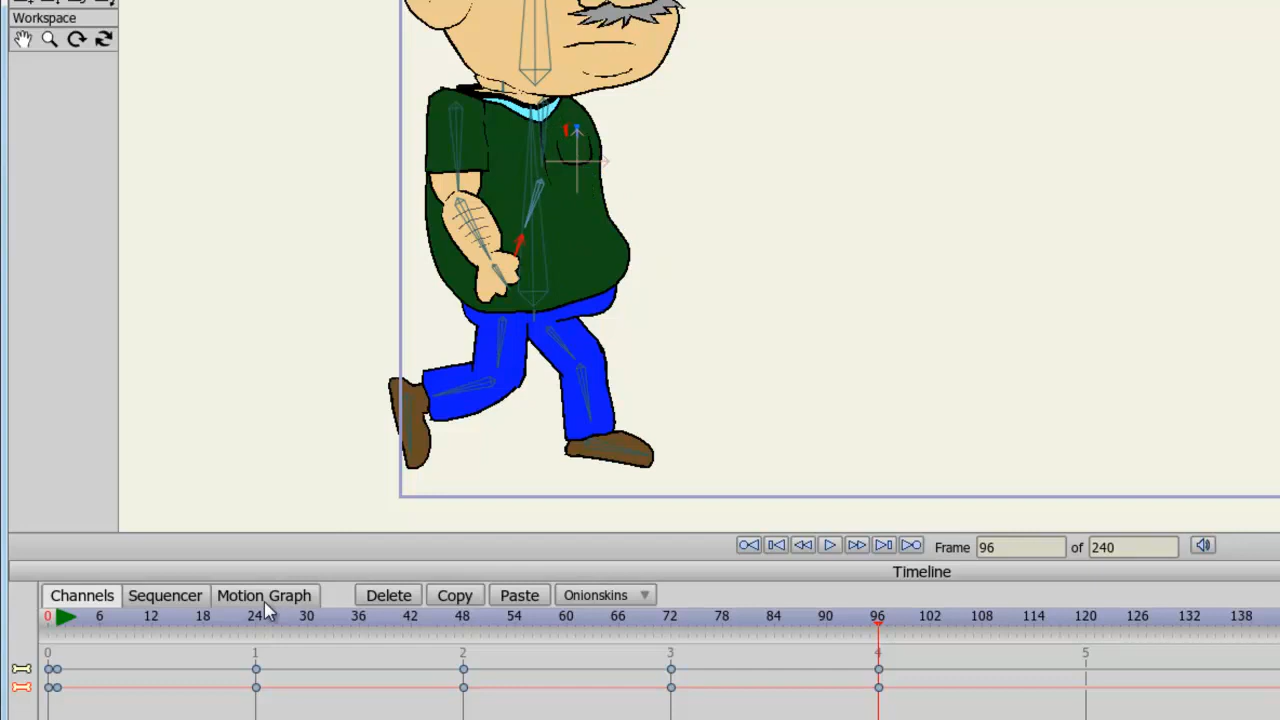 Workspace
Frame 96 of 240
Timeline
Channels Sequencer Motion Graph Delete Copy Paste Onionskins
0 6 12 18 24 30 36 42 48 54 60 66 72 78 84 90 96 102 108 114 120 126 132 138
0 1 2 3 4 5